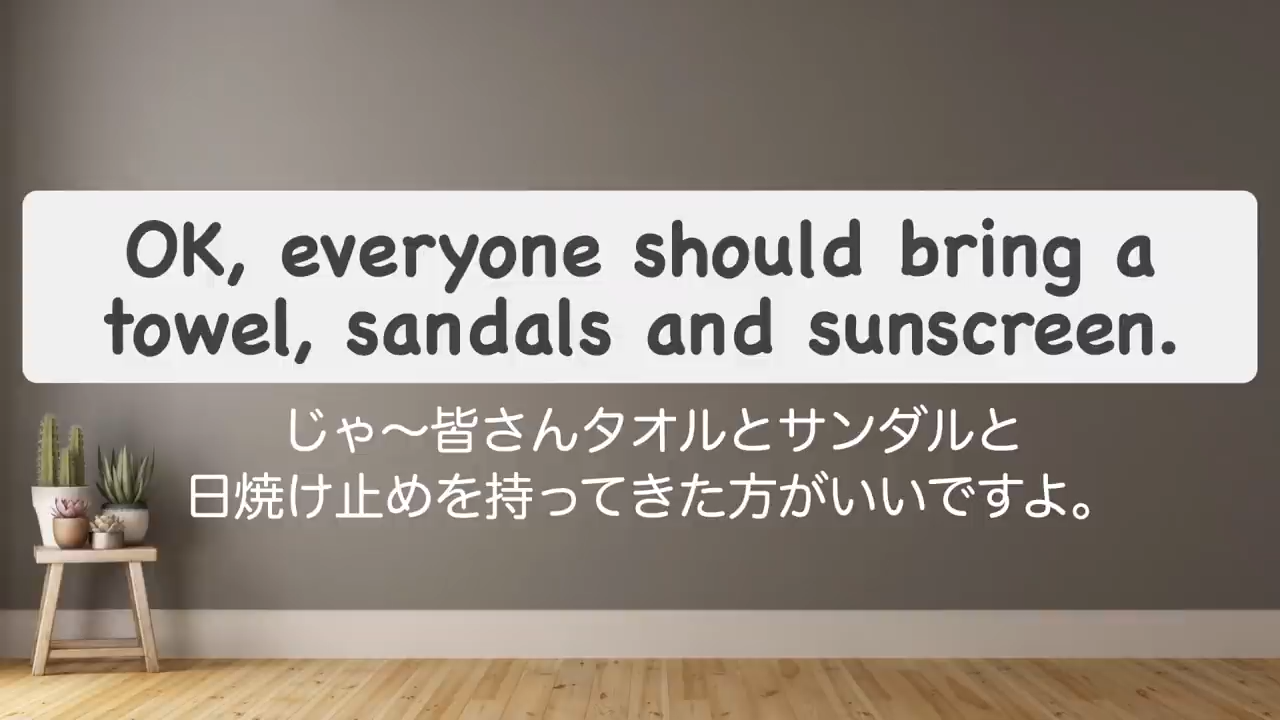 OK, everyone should bring a
towel, sandals and sunscreen.
じゃ〜皆さんタオルとサンダルと
日焼け止めを持ってきた方がいいですよ。